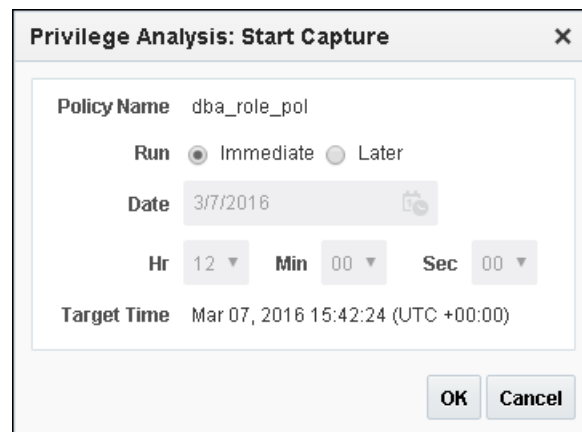 Privilege Analysis: Start Capture
Policy Name dba_role_pol
Run Immediate Later
Date 3/7/2016
Hr 12 Min 00 Sec 00
Target Time Mar 07, 2016 15:42:24 (UTC +00:00)
OK Cancel